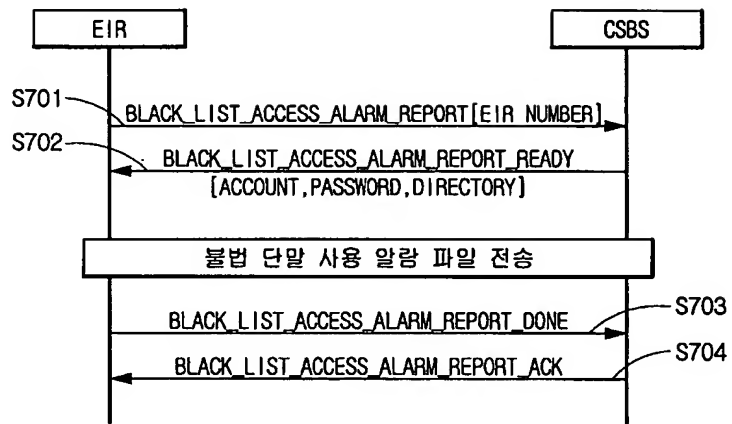 EIR
CSBS
S701
BLACK_LIST_ACCESS_ALARM_REPORT[EIR NUMBER]
S702
BLACK_LIST_ACCESS_ALARM_REPORT_READY
[ACCOUNT,PASSWORD,DIRECTORY]
불법 단말 사용 알람 파일 전송
BLACK_LIST_ACCESS_ALARM_REPORT_DONE
S703
BLACK_LIST_ACCESS_ALARM_REPORT_ACK
S704